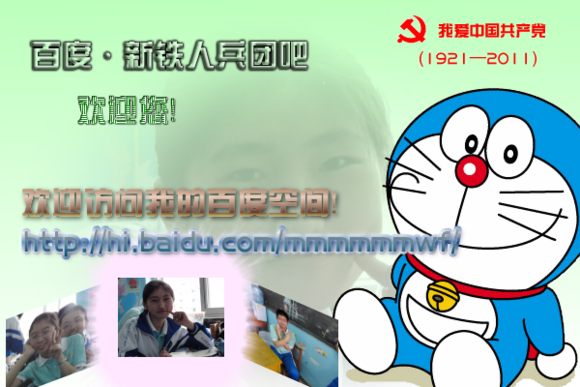 我爱中国共产党
(1921—2011)
百度·新铁人兵团吧
欢迎您!
欢迎访问我的百度空间!
http://hi.baidu.com/mmmmmmwf/